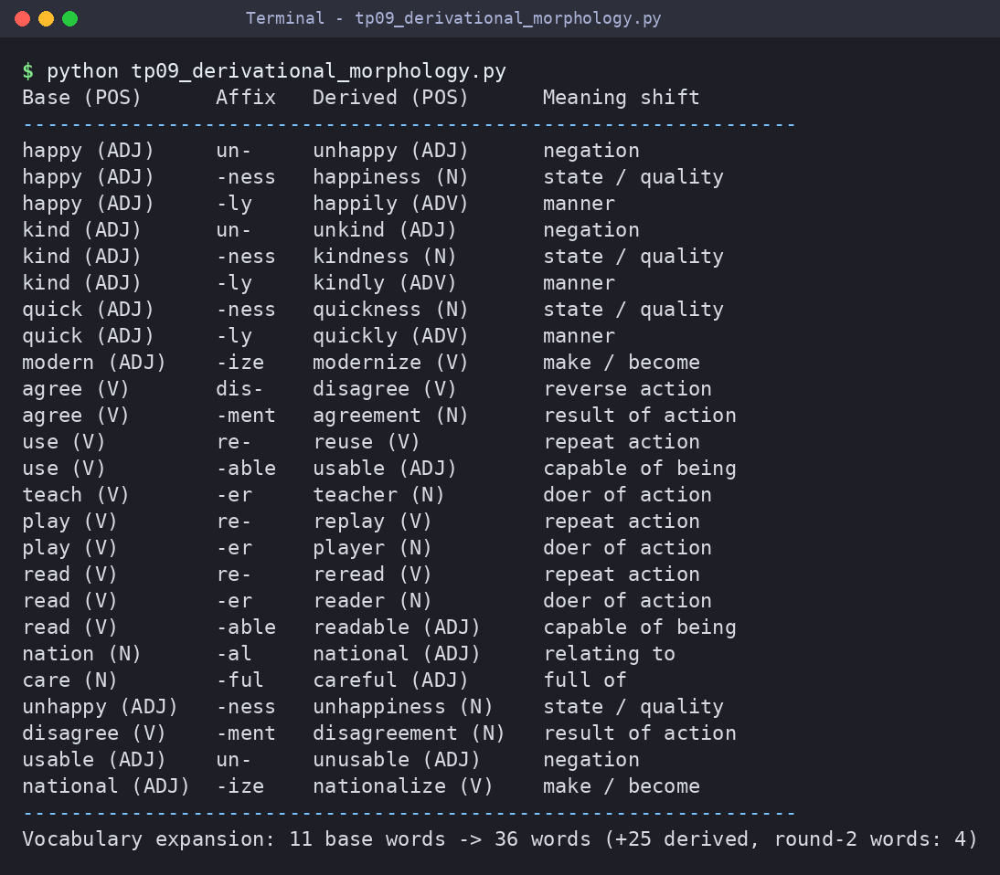 Terminal - tp09_derivational_morphology.py
$ python tp09_derivational_morphology.py
Base (POS)      Affix   Derived (POS)      Meaning shift
----------------------------------------------------------------
happy (ADJ)     un-     unhappy (ADJ)      negation
happy (ADJ)     -ness   happiness (N)      state / quality
happy (ADJ)     -ly     happily (ADV)      manner
kind (ADJ)      un-     unkind (ADJ)       negation
kind (ADJ)      -ness   kindness (N)       state / quality
kind (ADJ)      -ly     kindly (ADV)       manner
quick (ADJ)     -ness   quickness (N)      state / quality
quick (ADJ)     -ly     quickly (ADV)      manner
modern (ADJ)    -ize    modernize (V)      make / become
agree (V)       dis-    disagree (V)       reverse action
agree (V)       -ment   agreement (N)      result of action
use (V)         re-     reuse (V)          repeat action
use (V)         -able   usable (ADJ)       capable of being
teach (V)       -er     teacher (N)        doer of action
play (V)        re-     replay (V)         repeat action
play (V)        -er     player (N)         doer of action
read (V)        re-     reread (V)         repeat action
read (V)        -er     reader (N)         doer of action
read (V)        -able   readable (ADJ)     capable of being
nation (N)      -al     national (ADJ)     relating to
care (N)        -ful    careful (ADJ)      full of
unhappy (ADJ)   -ness   unhappiness (N)    state / quality
disagree (V)    -ment   disagreement (N)   result of action
usable (ADJ)    un-     unusable (ADJ)     negation
national (ADJ)  -ize    nationalize (V)    make / become
----------------------------------------------------------------
Vocabulary expansion: 11 base words -> 36 words (+25 derived, round-2 words: 4)